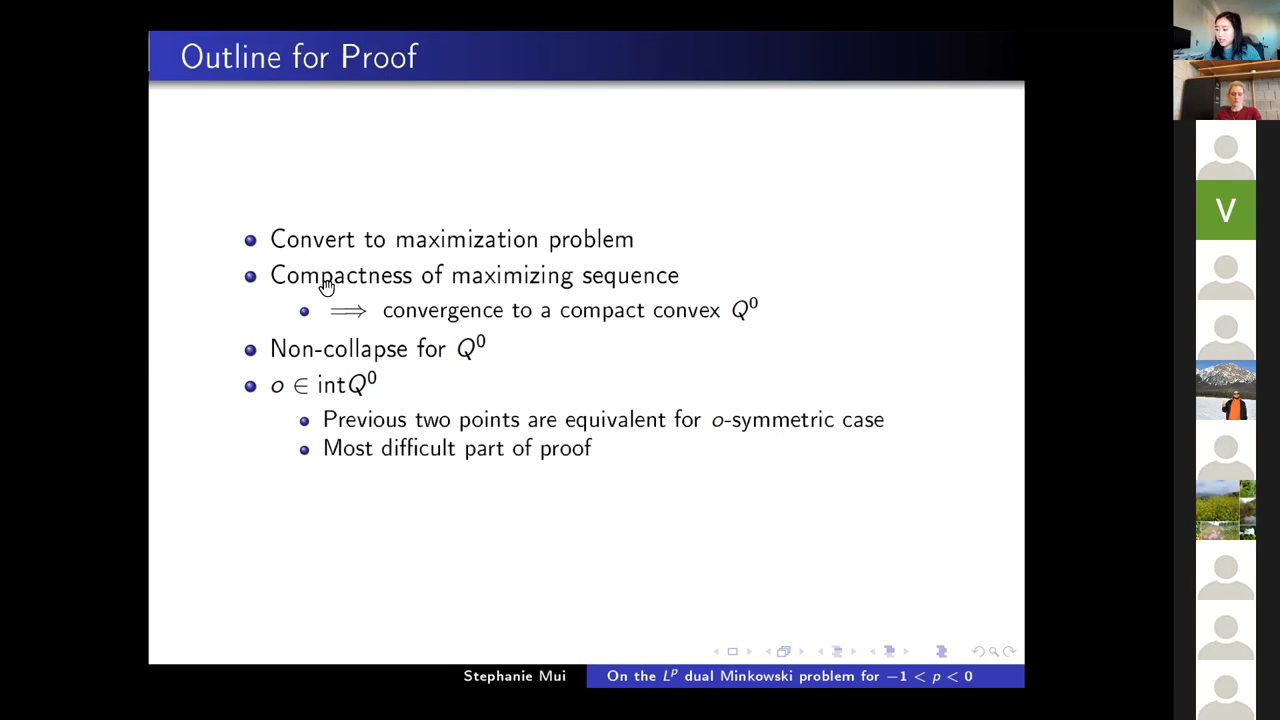 Outline for Proof
Convert to maximization problem
Compactness of maximizing sequence
⟹ convergence to a compact convex Q⁰
Non-collapse for Q⁰
o ∈ intQ⁰
Previous two points are equivalent for o-symmetric case
Most difficult part of proof
Stephanie Mui
On the Lᵖ dual Minkowski problem for −1 < p < 0
V